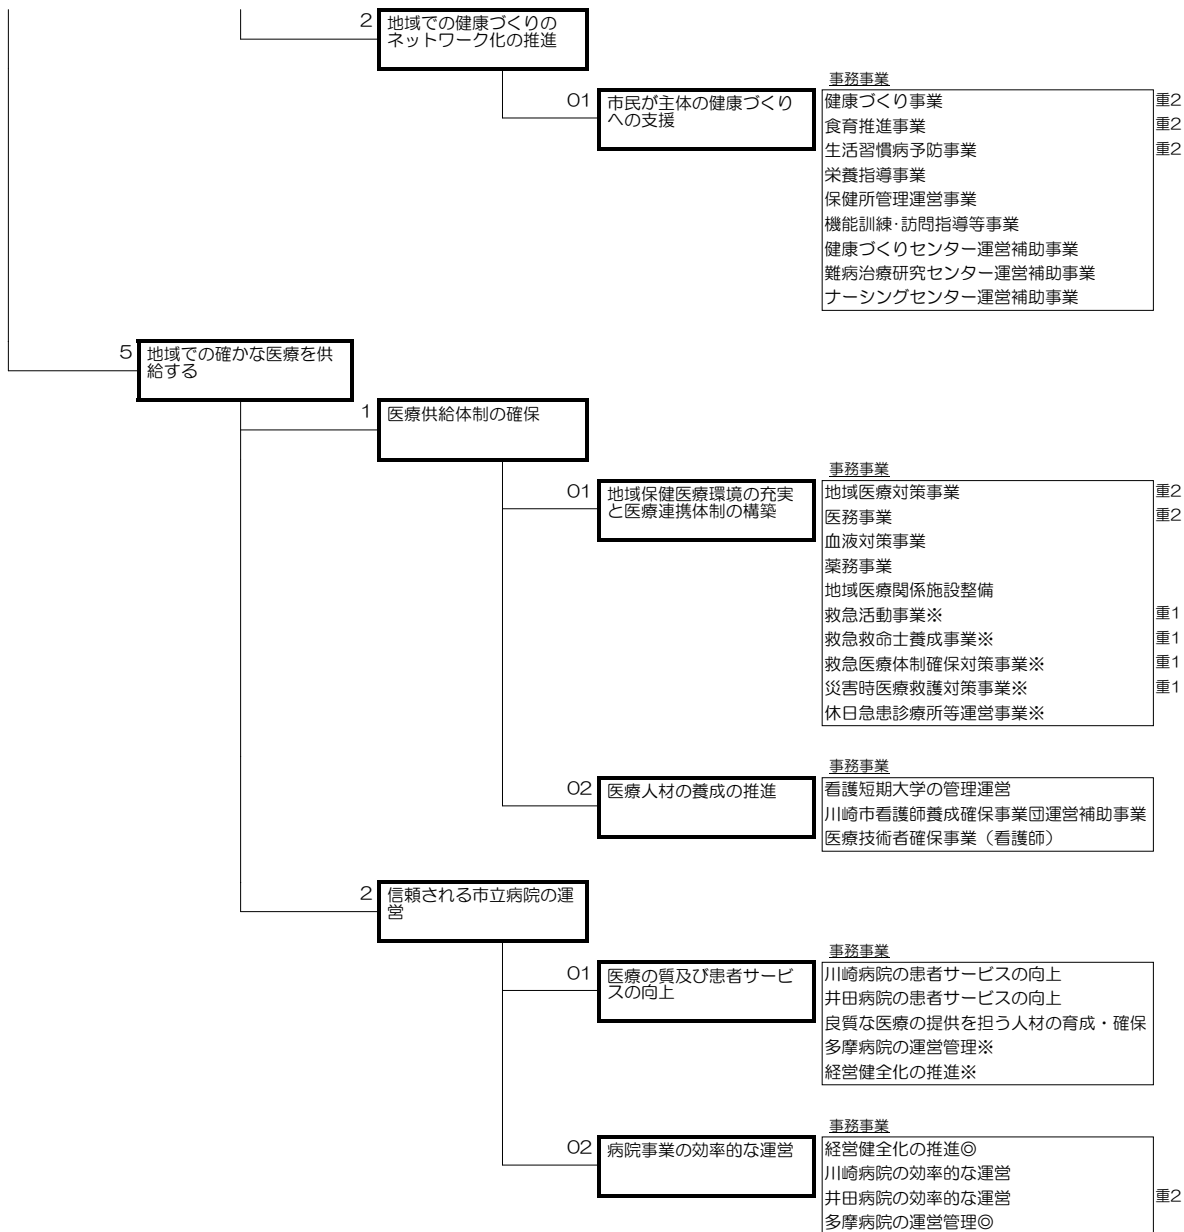 2
地域での健康づくりの
ネットワーク化の推進
01
市民が主体の健康づくり
への支援
事務事業
健康づくり事業 重2
食育推進事業 重2
生活習慣病予防事業 重2
栄養指導事業
保健所管理運営事業
機能訓練・訪問指導等事業
健康づくりセンター運営補助事業
難病治療研究センター運営補助事業
ナーシングセンター運営補助事業
5
地域での確かな医療を供
給する
1
医療供給体制の確保
01
地域保健医療環境の充実
と医療連携体制の構築
事務事業
地域医療対策事業 重2
医務事業 重2
血液対策事業
薬務事業
地域医療関係施設整備
救急活動事業※ 重1
救急救命士養成事業※ 重1
救急医療体制確保対策事業※ 重1
災害時医療救護対策事業※ 重1
休日急患診療所等運営事業※
02
医療人材の養成の推進
事務事業
看護短期大学の管理運営
川崎市看護師養成確保事業団運営補助事業
医療技術者確保事業（看護師）
2
信頼される市立病院の運
営
01
医療の質及び患者サービ
スの向上
事務事業
川崎病院の患者サービスの向上
井田病院の患者サービスの向上
良質な医療の提供を担う人材の育成・確保
多摩病院の運営管理※
経営健全化の推進※
02
病院事業の効率的な運営
事務事業
経営健全化の推進◎
川崎病院の効率的な運営
井田病院の効率的な運営 重2
多摩病院の運営管理◎